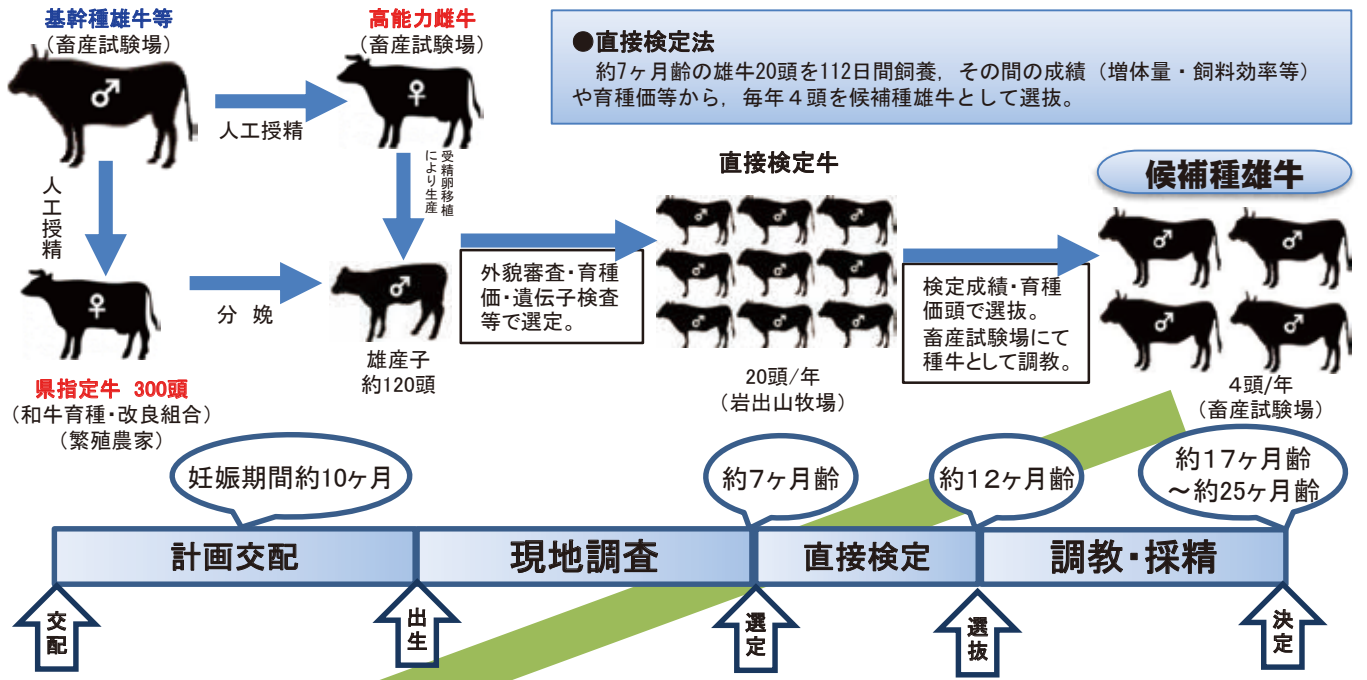 基幹種雄牛等
（畜産試験場）
♂
人工授精
高能力雌牛
（畜産試験場）
♀
●直接検定法
約7ヶ月齢の雄牛20頭を112日間飼養，その間の成績（増体量・飼料効率等）
や育種価等から，毎年４頭を候補種雄牛として選抜。
人工授精
受精卵移植
により生産
♀
分　娩
♂
県指定牛 300頭
（和牛育種・改良組合）
（繁殖農家）
雄産子
約120頭
外貌審査・育種
価・遺伝子検査
等で選定。
直接検定牛
♂ ♂ ♂
♂ ♂ ♂
♂ ♂ ♂
20頭/年
（岩出山牧場）
検定成績・育種
価頭で選抜。
畜産試験場にて
種牛として調教。
候補種雄牛
♂ ♂
♂ ♂
4頭/年
（畜産試験場）
妊娠期間約10ヶ月
約7ヶ月齢
約１２ヶ月齢
約１７ヶ月齢
～約25ヶ月齢
計画交配
現地調査
直接検定
調教・採精
交配
出生
選定
選抜
決定